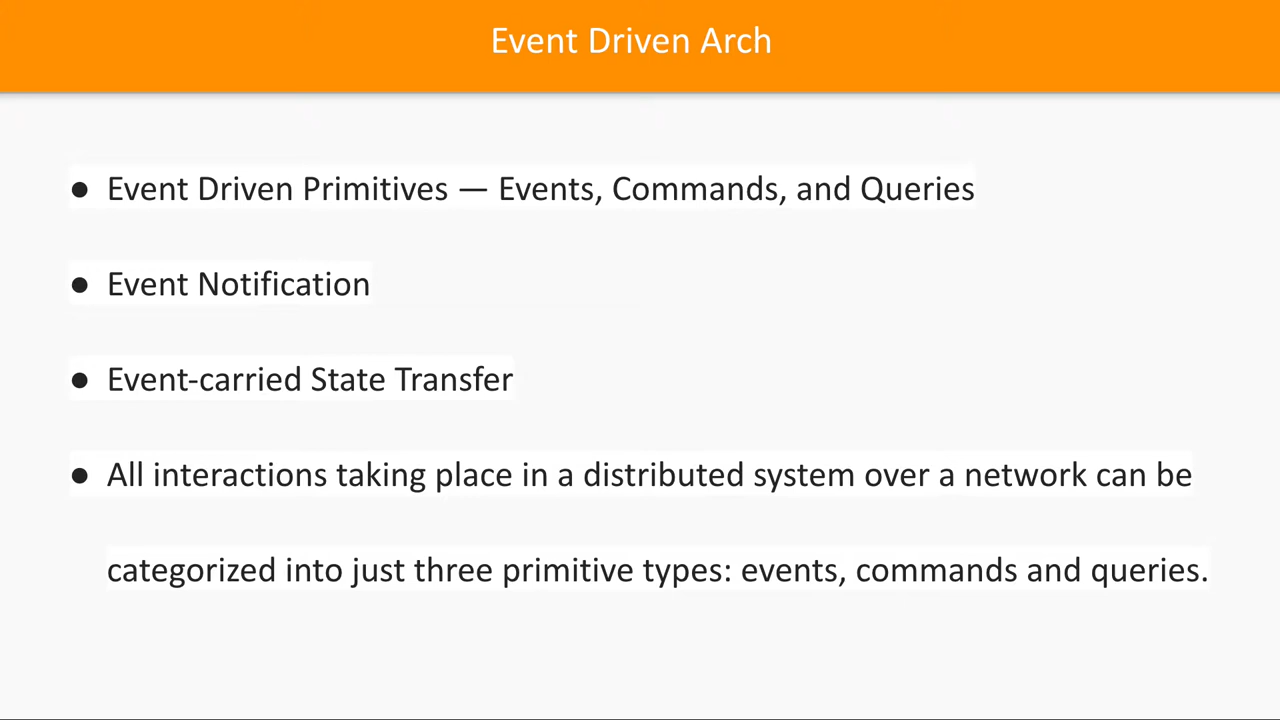 Event Driven Arch
● Event Driven Primitives — Events, Commands, and Queries
● Event Notification
● Event-carried State Transfer
● All interactions taking place in a distributed system over a network can be
categorized into just three primitive types: events, commands and queries.